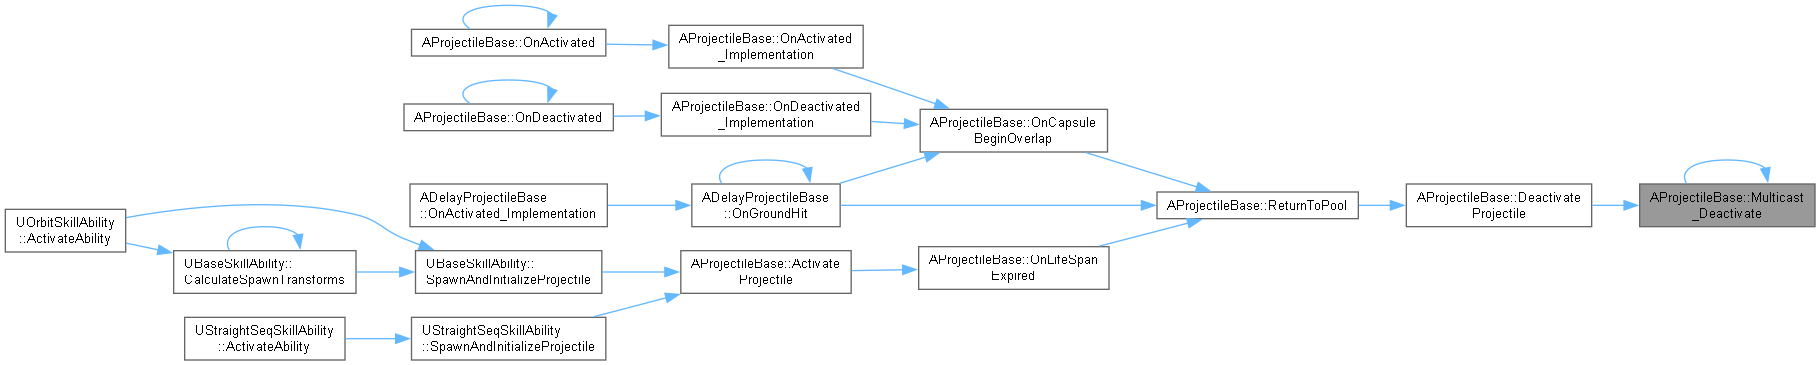 AProjectileBase::OnActivated
AProjectileBase::OnActivated
_Implementation
AProjectileBase::OnDeactivated
AProjectileBase::OnDeactivated
_Implementation
AProjectileBase::OnCapsule
BeginOverlap
ADelayProjectileBase
::OnActivated_Implementation
ADelayProjectileBase
::OnGroundHit
AProjectileBase::ReturnToPool
AProjectileBase::Deactivate
Projectile
AProjectileBase::Multicast
_Deactivate
UOrbitSkillAbility
::ActivateAbility
UBaseSkillAbility::
CalculateSpawnTransforms
UBaseSkillAbility::
SpawnAndInitializeProjectile
AProjectileBase::Activate
Projectile
AProjectileBase::OnLifeSpan
Expired
UStraightSeqSkillAbility
::ActivateAbility
UStraightSeqSkillAbility
::SpawnAndInitializeProjectile